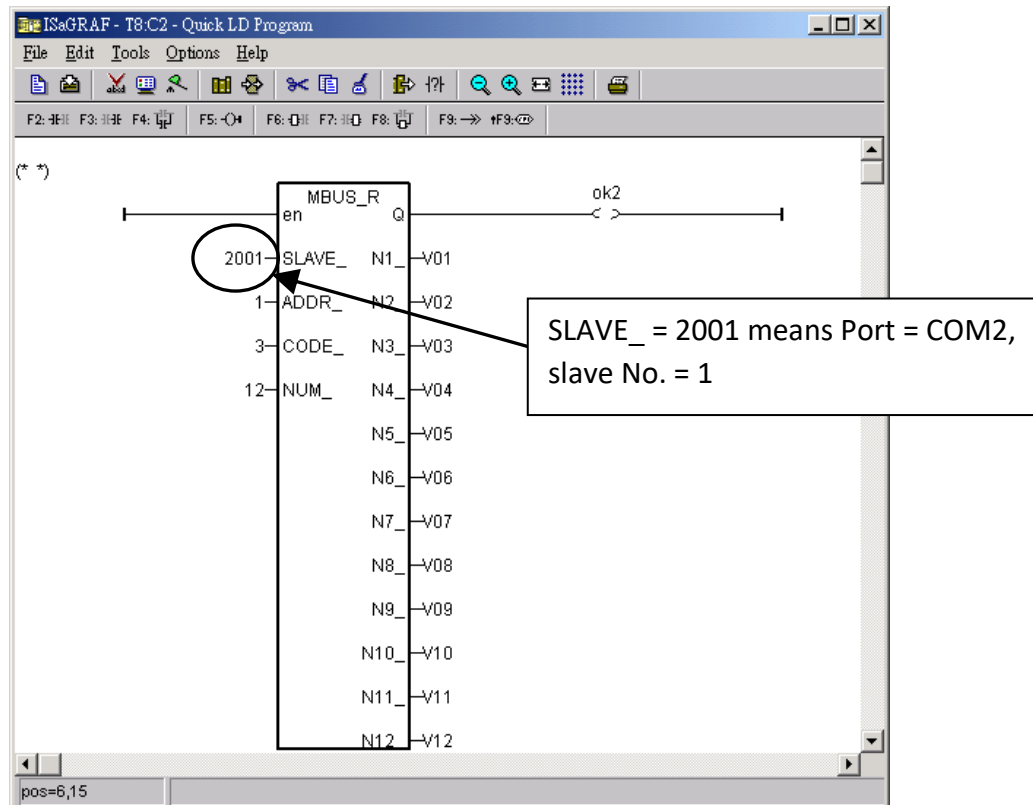 ISaGRAF - T8:C2 - Quick LD Program
File Edit Tools Options Help
F2: F3: F4: F5: F6: F7: F8: F9: F9:
(* *)
MBUS_R
ok2
en Q
2001 SLAVE_ N1_ V01
1 ADDR_ N2_ V02
3 CODE_ N3_ V03
12 NUM_ N4_ V04
N5_ V05
N6_ V06
N7_ V07
N8_ V08
N9_ V09
N10_ V10
N11_ V11
N12_ V12
SLAVE_ = 2001 means Port = COM2,
slave No. = 1
pos=6,15